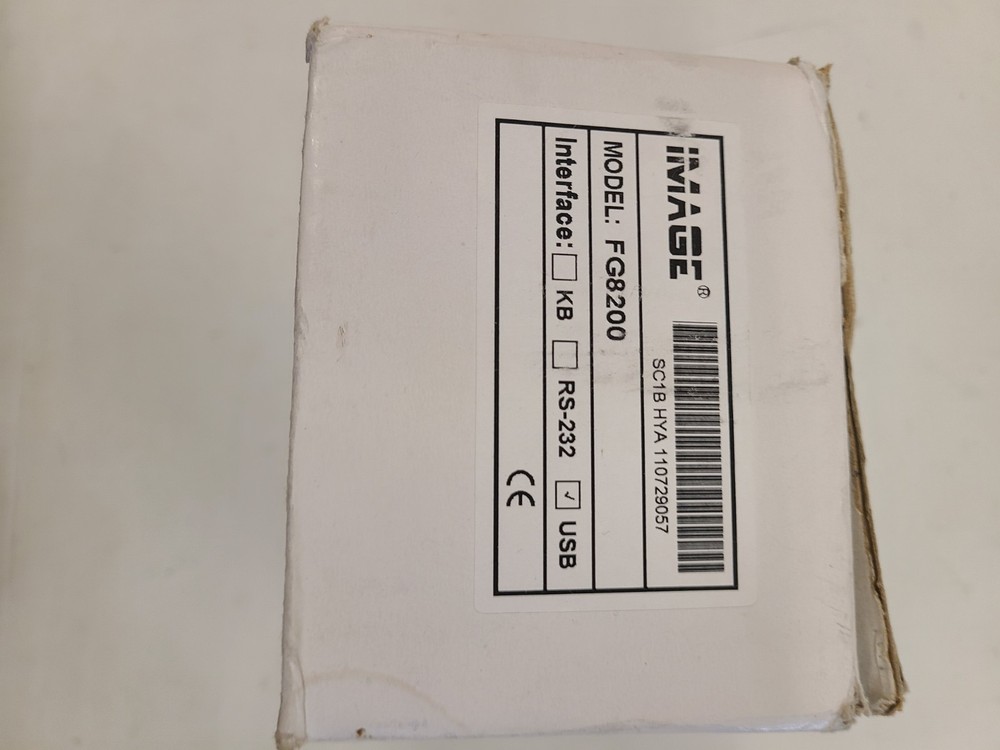 iMAGE®
SC1B HYA 110729057
MODEL: FG8200
Interface: KB RS-232 ✓ USB
CE